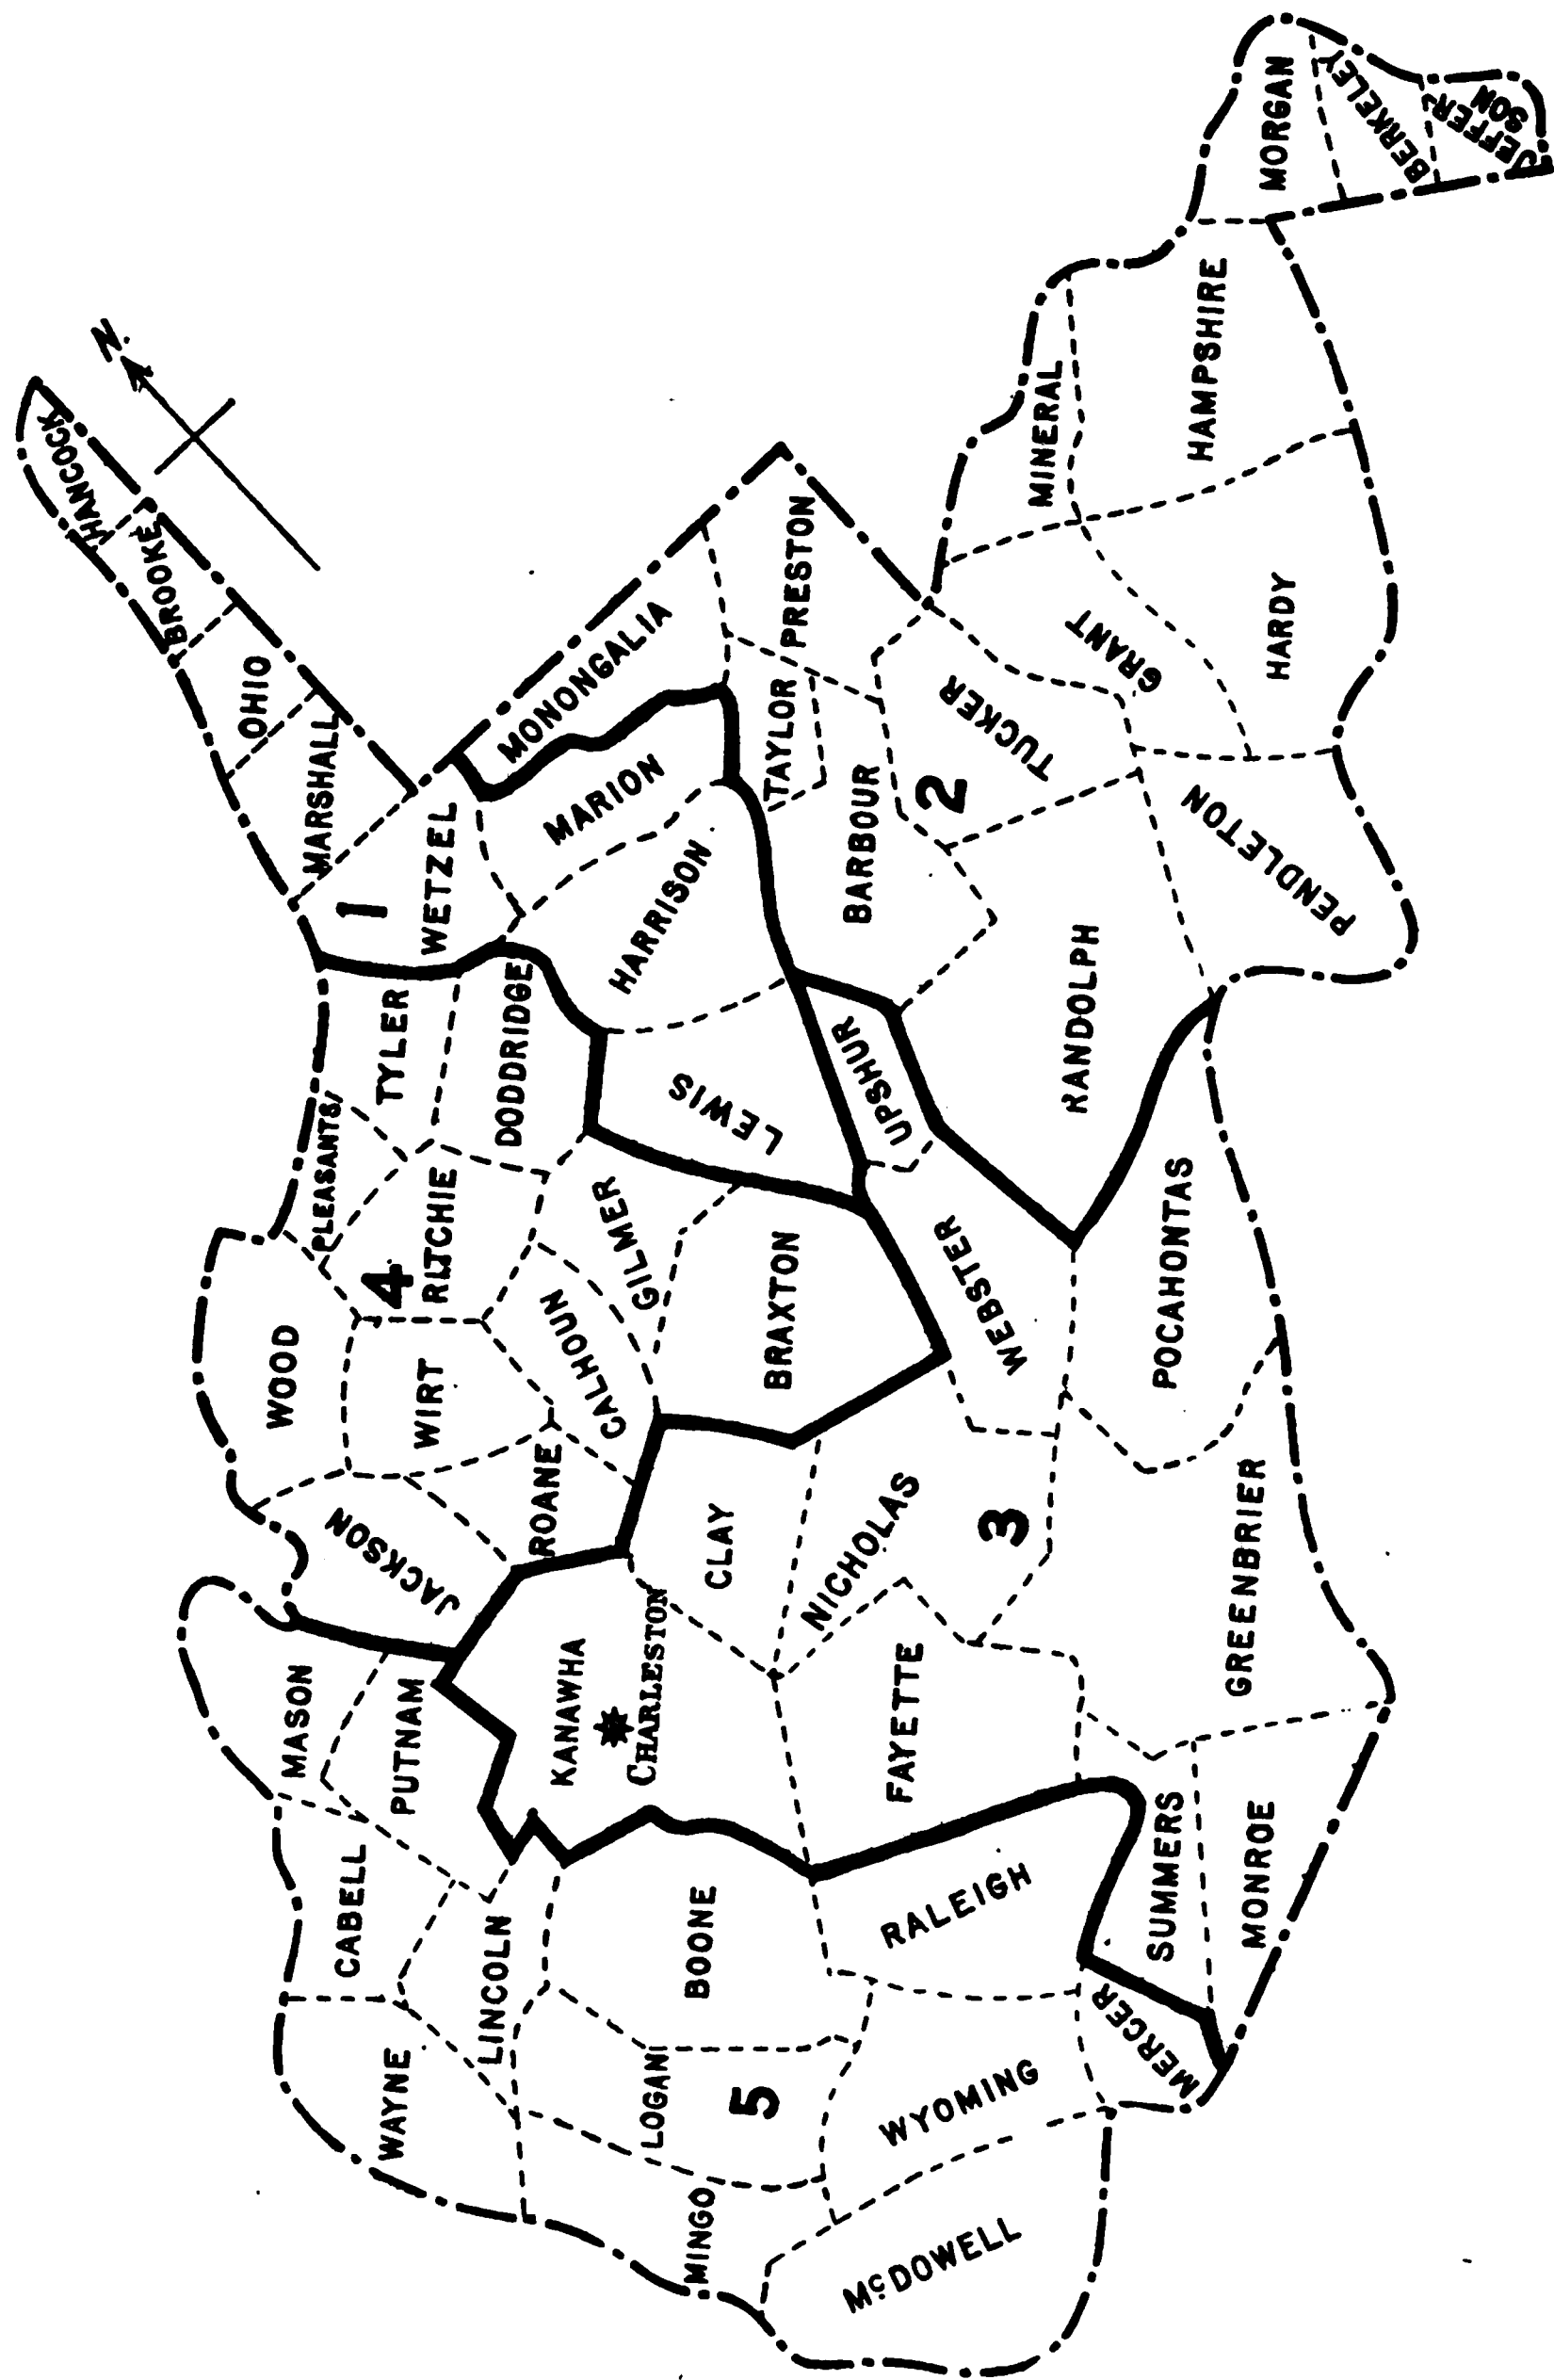 N.
HANCOCK
BROOKE
OHIO
MARSHALL
1
WETZEL
MONONGALIA
MARION
HARRISON
TAYLOR
PRESTON
BARBOUR
2
TUCKER
GRANT
MINERAL
HAMPSHIRE
HARDY
MORGAN
BERKELEY
JEFFER
SON
PENDLETON
RANDOLPH
TYLER
PLEASANTS
DODDRIDGE
LEWIS
UPSHUR
RITCHIE
4
GILMER
CALHOUN
BRAXTON
WEBSTER
POCAHONTAS
WOOD
WIRT
ROANE
JACKSON
CLAY
NICHOLAS
3
GREENBRIER
MASON
PUTNAM
KANAWHA
CHARLESTON
FAYETTE
CABELL
LINCOLN
BOONE
RALEIGH
SUMMERS
MONROE
WAYNE
LOGAN
5
WYOMING
MERCER
MINGO
McDOWELL